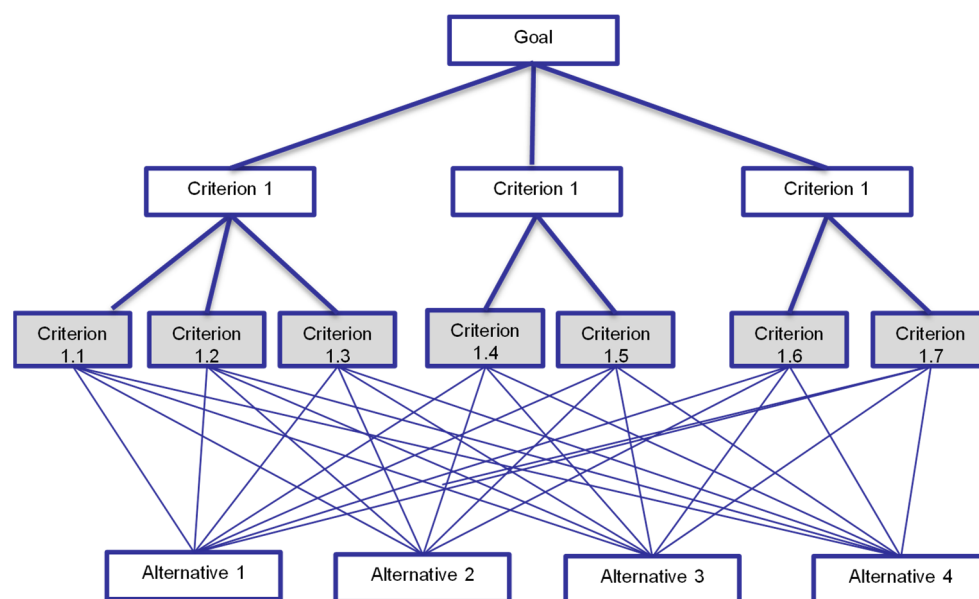 Goal
Criterion 1
Criterion 1
Criterion 1
Criterion
1.1
Criterion
1.2
Criterion
1.3
Criterion
1.4
Criterion
1.5
Criterion
1.6
Criterion
1.7
Alternative 1
Alternative 2
Alternative 3
Alternative 4